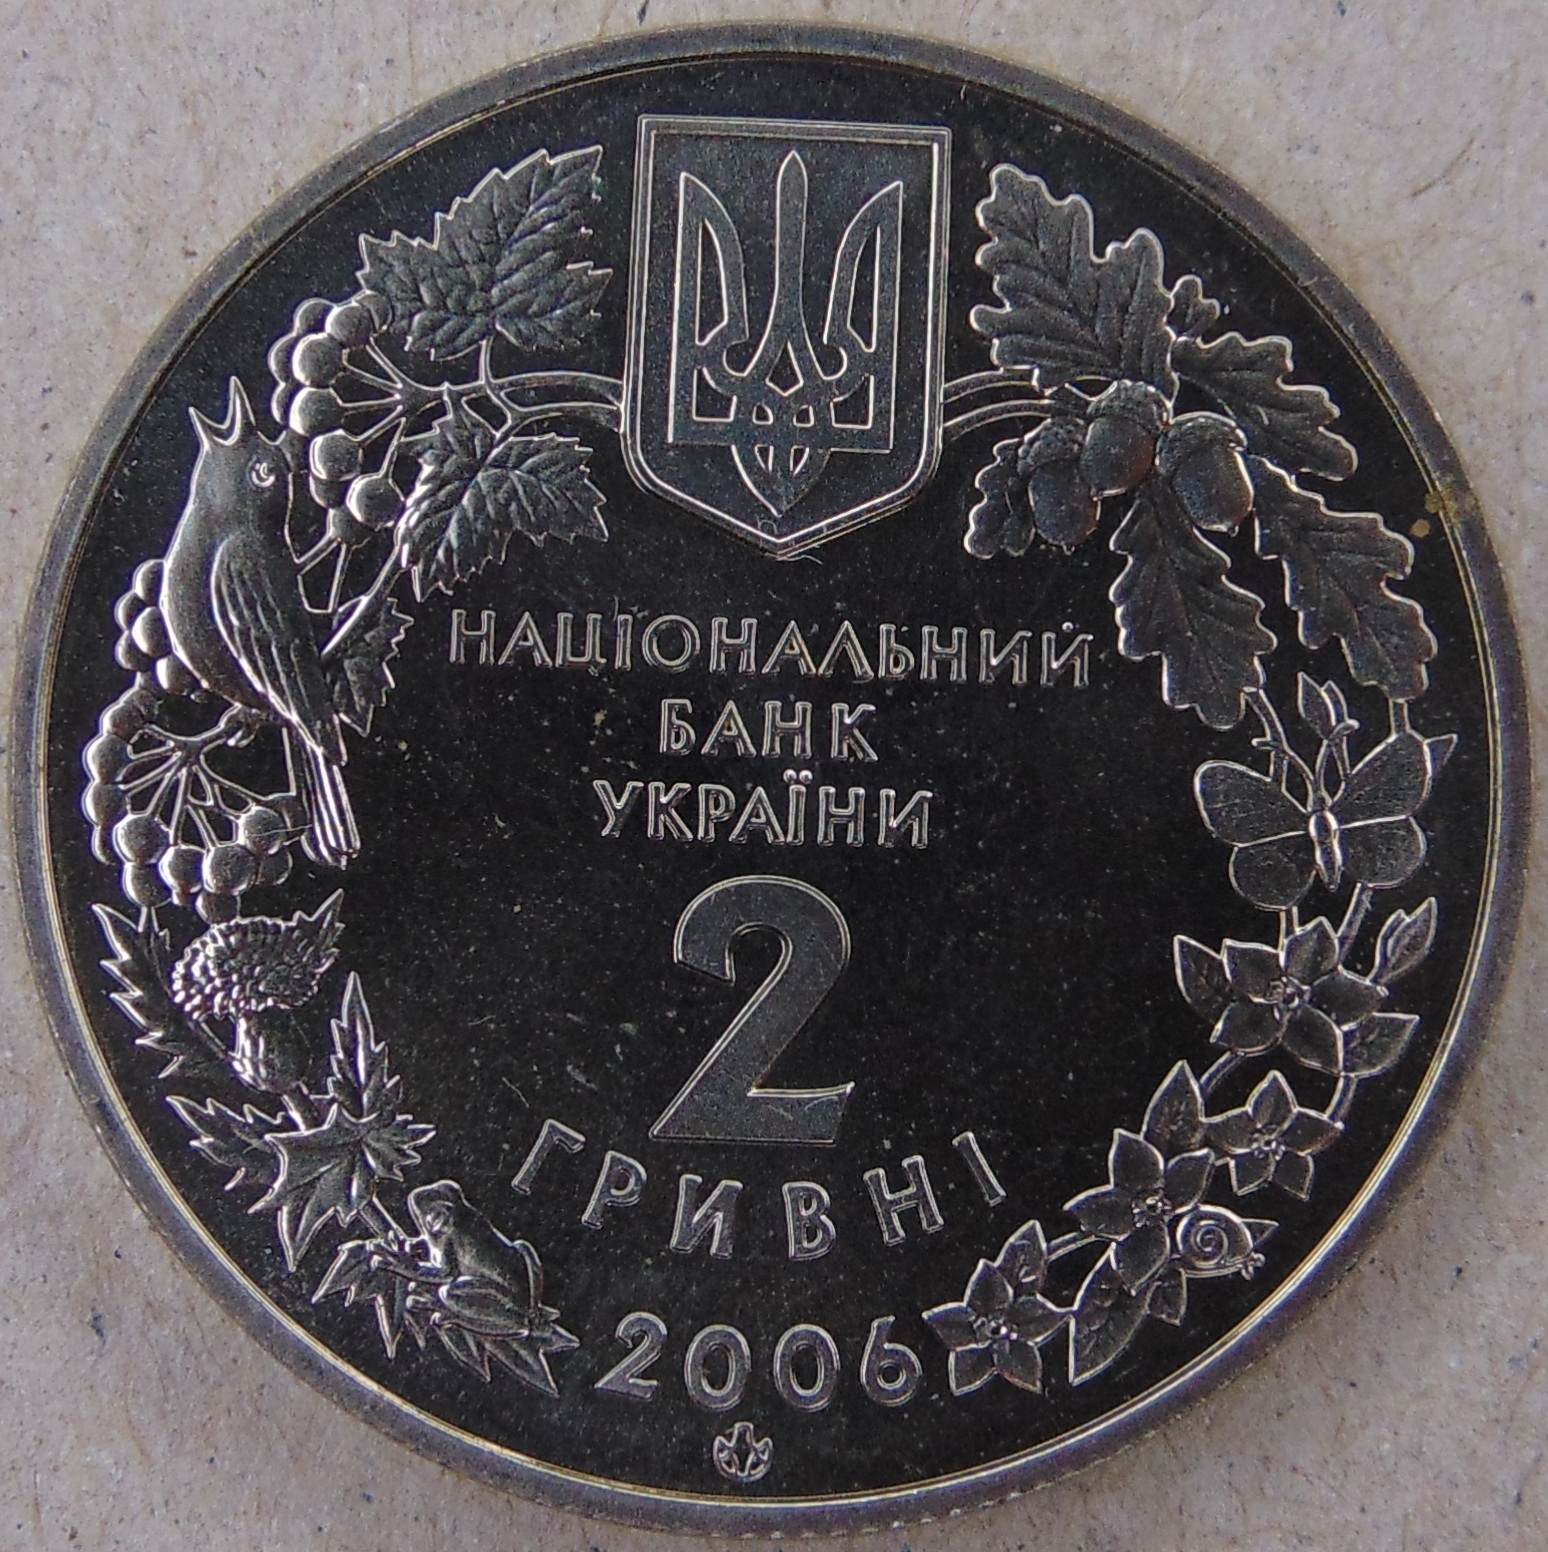 НАЦІОНАЛЬНИЙ
БАНК
УКРАЇНИ
2
ГРИВНІ
2006